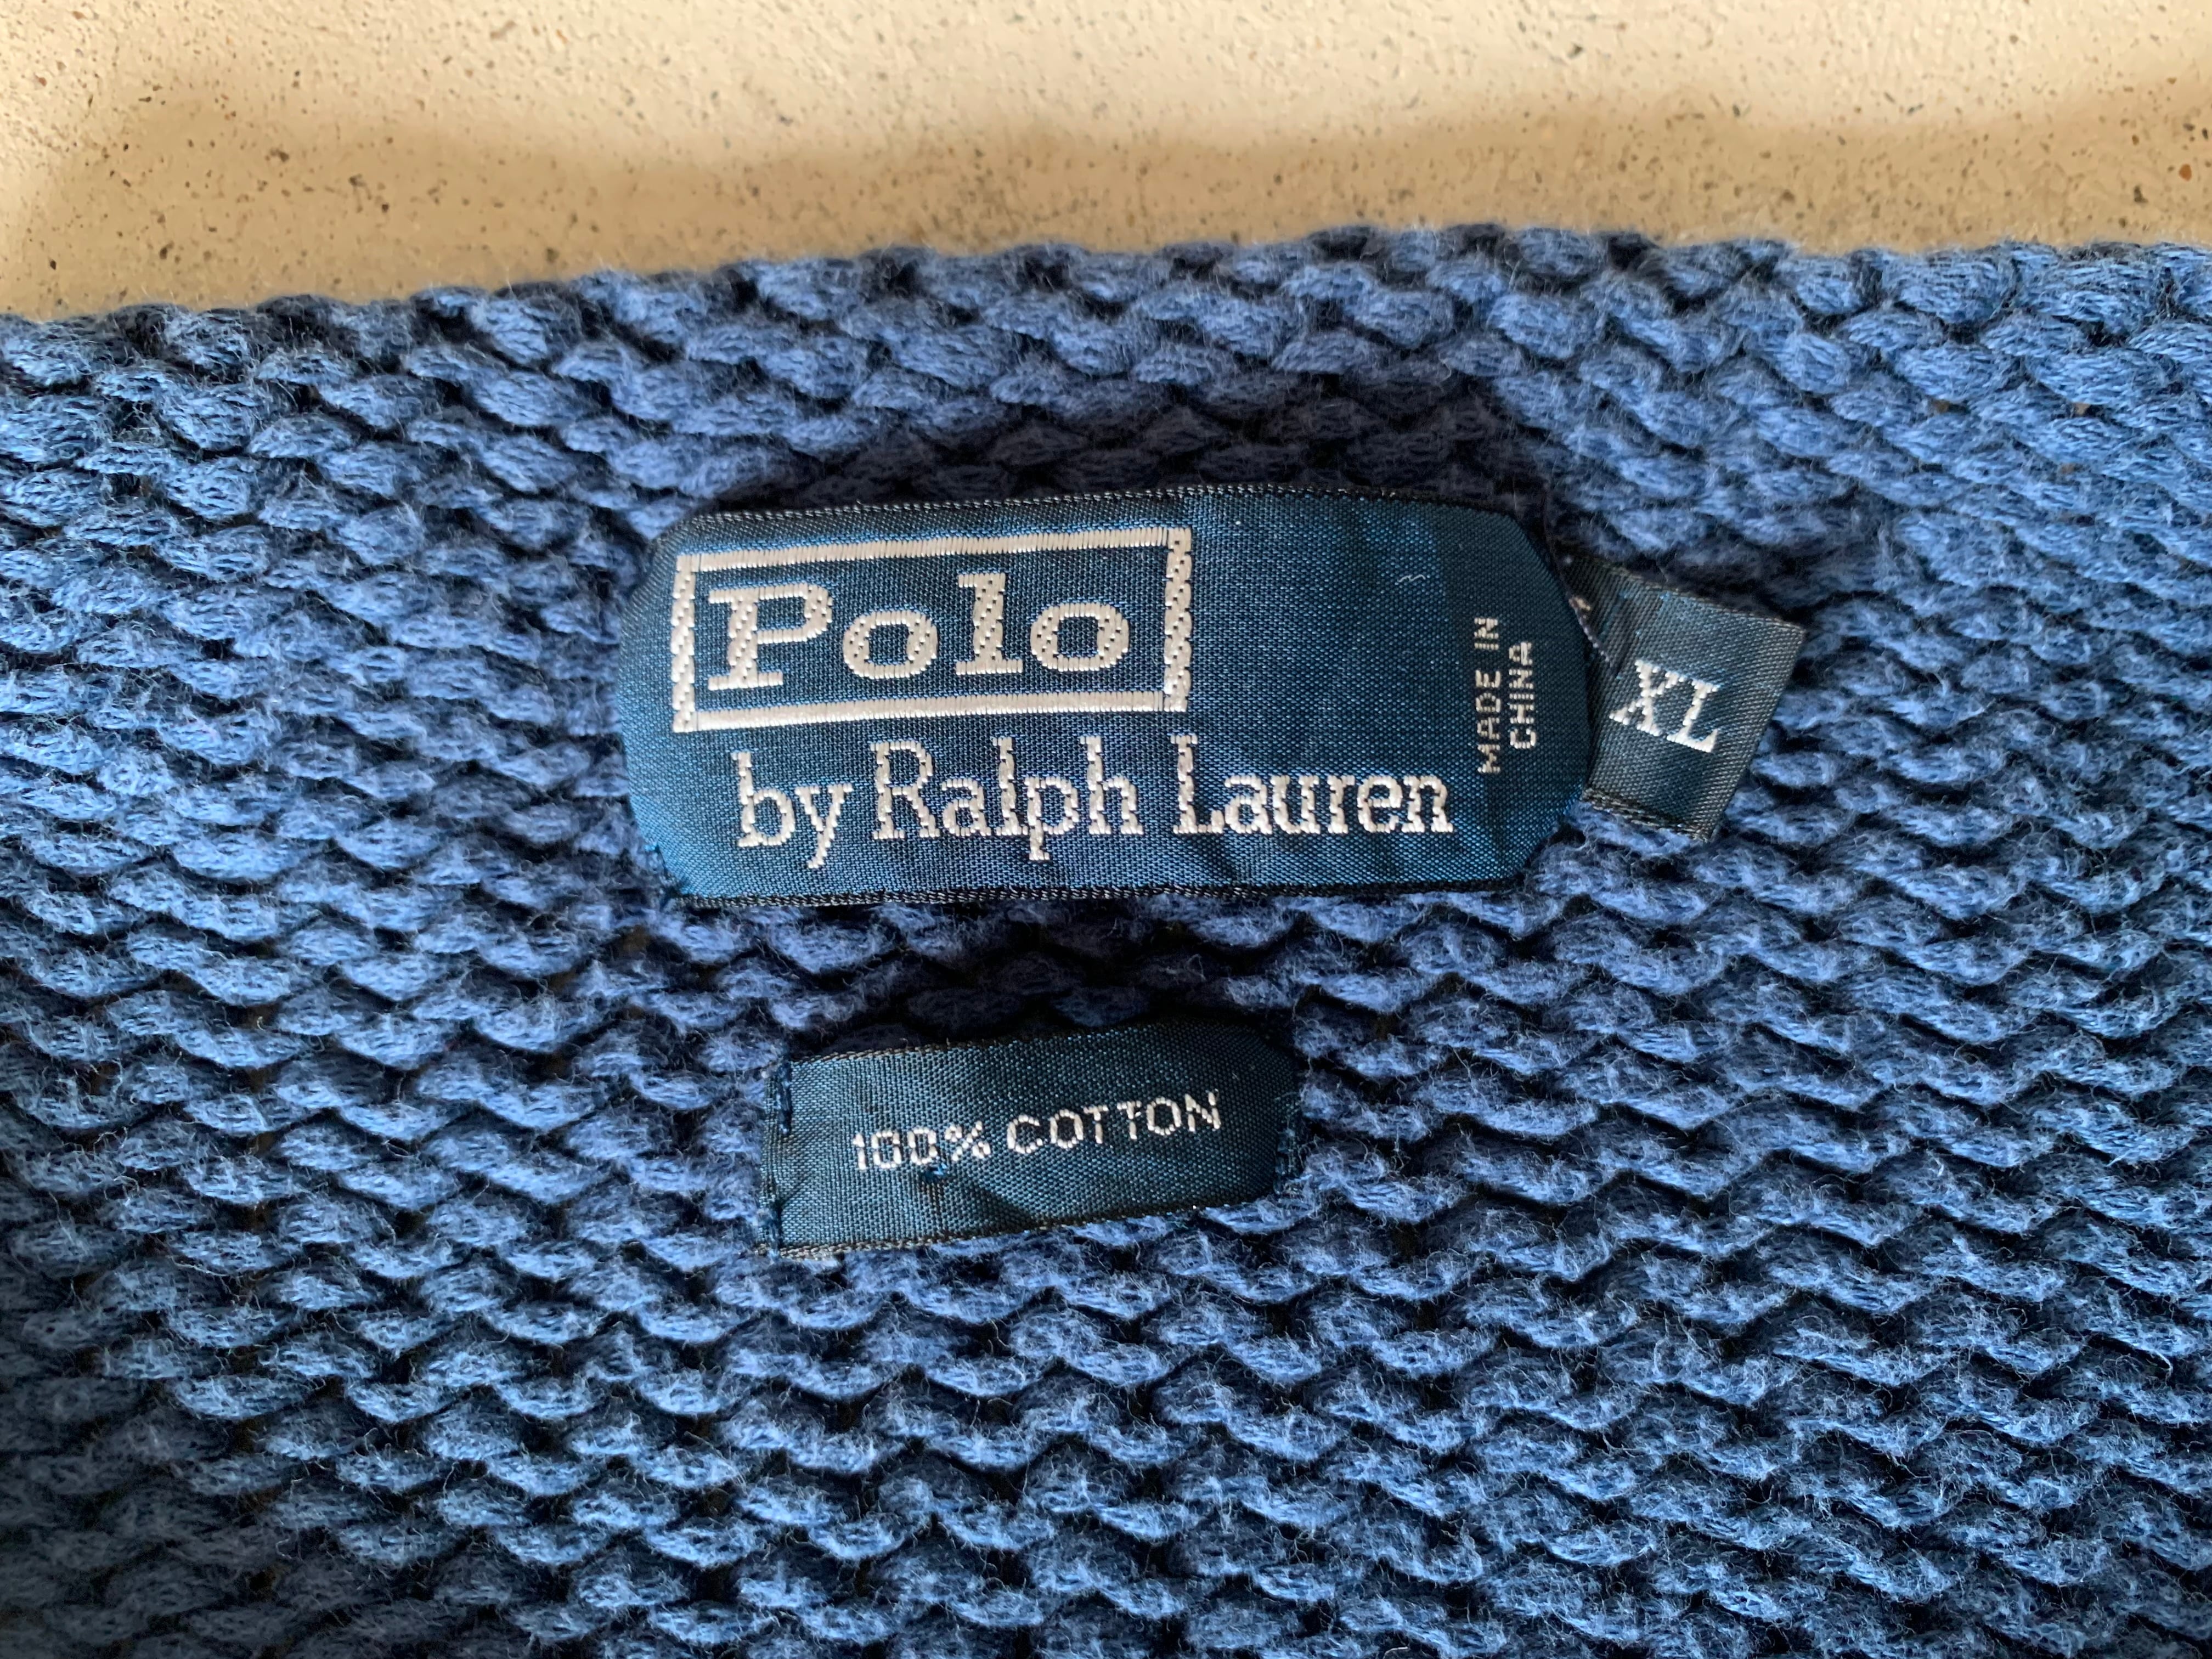 Polo
by Ralph Lauren
MADE IN
CHINA
XL
100% COTTON